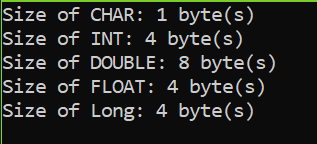 Size of CHAR: 1 byte(s)
Size of INT: 4 byte(s)
Size of DOUBLE: 8 byte(s)
Size of FLOAT: 4 byte(s)
Size of Long: 4 byte(s)